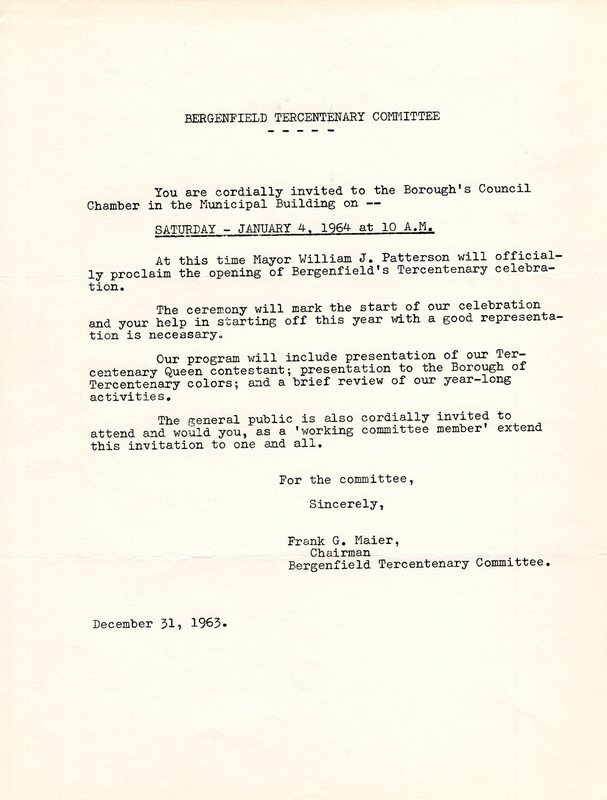 BERGENFIELD TERCENTENARY COMMITTEE
- - - - -
You are cordially invited to the Borough's Council
Chamber in the Municipal Building on --
SATURDAY - JANUARY 4, 1964 at 10 A.M.
At this time Mayor William J. Patterson will official-
ly proclaim the opening of Bergenfield's Tercentenary celebra-
tion.
The ceremony will mark the start of our celebration
and your help in starting off this year with a good representa-
tion is necessary.
Our program will include presentation of our Ter-
centenary Queen contestant; presentation to the Borough of
Tercentenary colors; and a brief review of our year-long
activities.
The general public is also cordially invited to
attend and would you, as a 'working committee member' extend
this invitation to one and all.
For the committee,
Sincerely,
Frank G. Maier,
Chairman
Bergenfield Tercentenary Committee.
December 31, 1963.